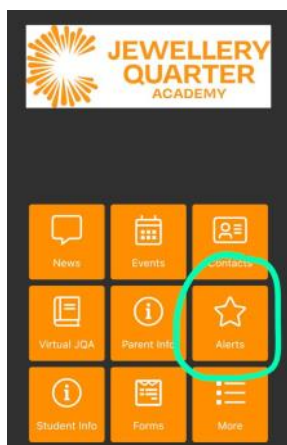 JEWELLERY
QUARTER
ACADEMY
News Events Contacts
Virtual JQA Parent Info Alerts
Student Info Forms More